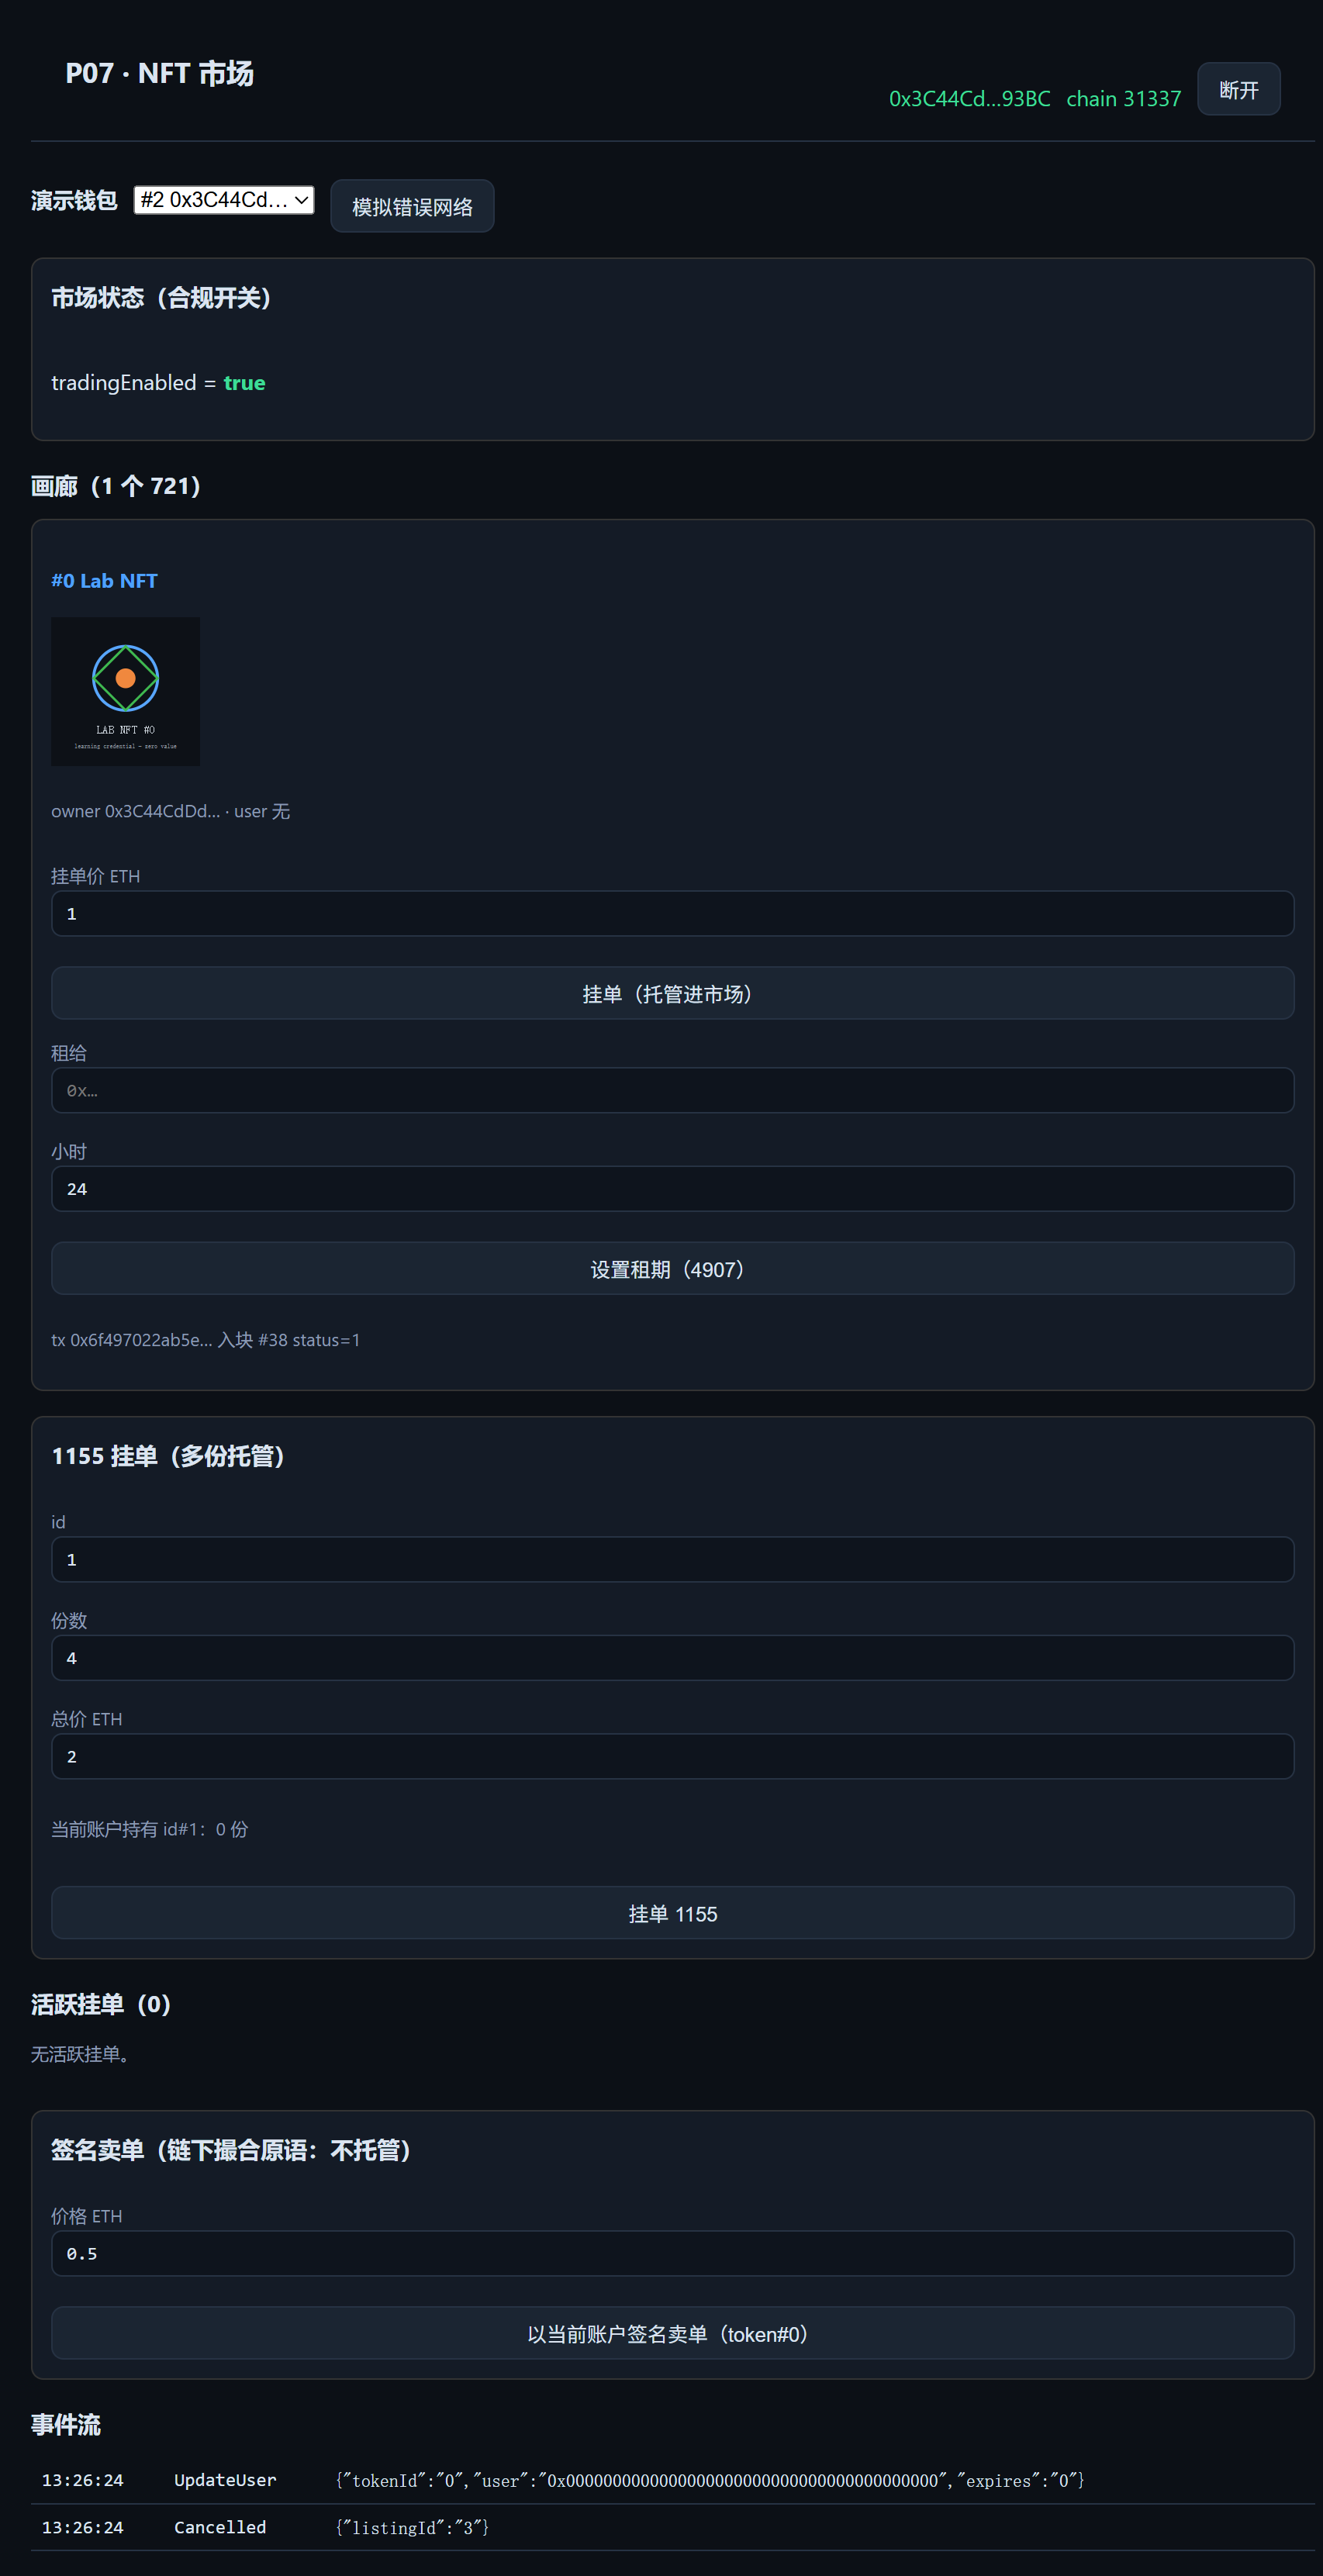 P07 · NFT 市场
0x3C44Cd…93BC chain 31337 断开
演示钱包 #2 0x3C44Cd… 模拟错误网络
市场状态（合规开关）
tradingEnabled = true
画廊（1 个 721）
#0 Lab NFT
LAB NFT #0
learning credential — zero value
owner 0x3C44CdDd… · user 无
挂单价 ETH
1
挂单（托管进市场）
租给
0x…
小时
24
设置租期（4907）
tx 0x6f497022ab5e… 入块 #38 status=1
1155 挂单（多份托管）
id
1
份数
4
总价 ETH
2
当前账户持有 id#1：0 份
挂单 1155
活跃挂单（0）
无活跃挂单。
签名卖单（链下撮合原语：不托管）
价格 ETH
0.5
以当前账户签名卖单（token#0）
事件流
13:26:24 UpdateUser {"tokenId":"0","user":"0x0000000000000000000000000000000000000000","expires":"0"}
13:26:24 Cancelled {"listingId":"3"}